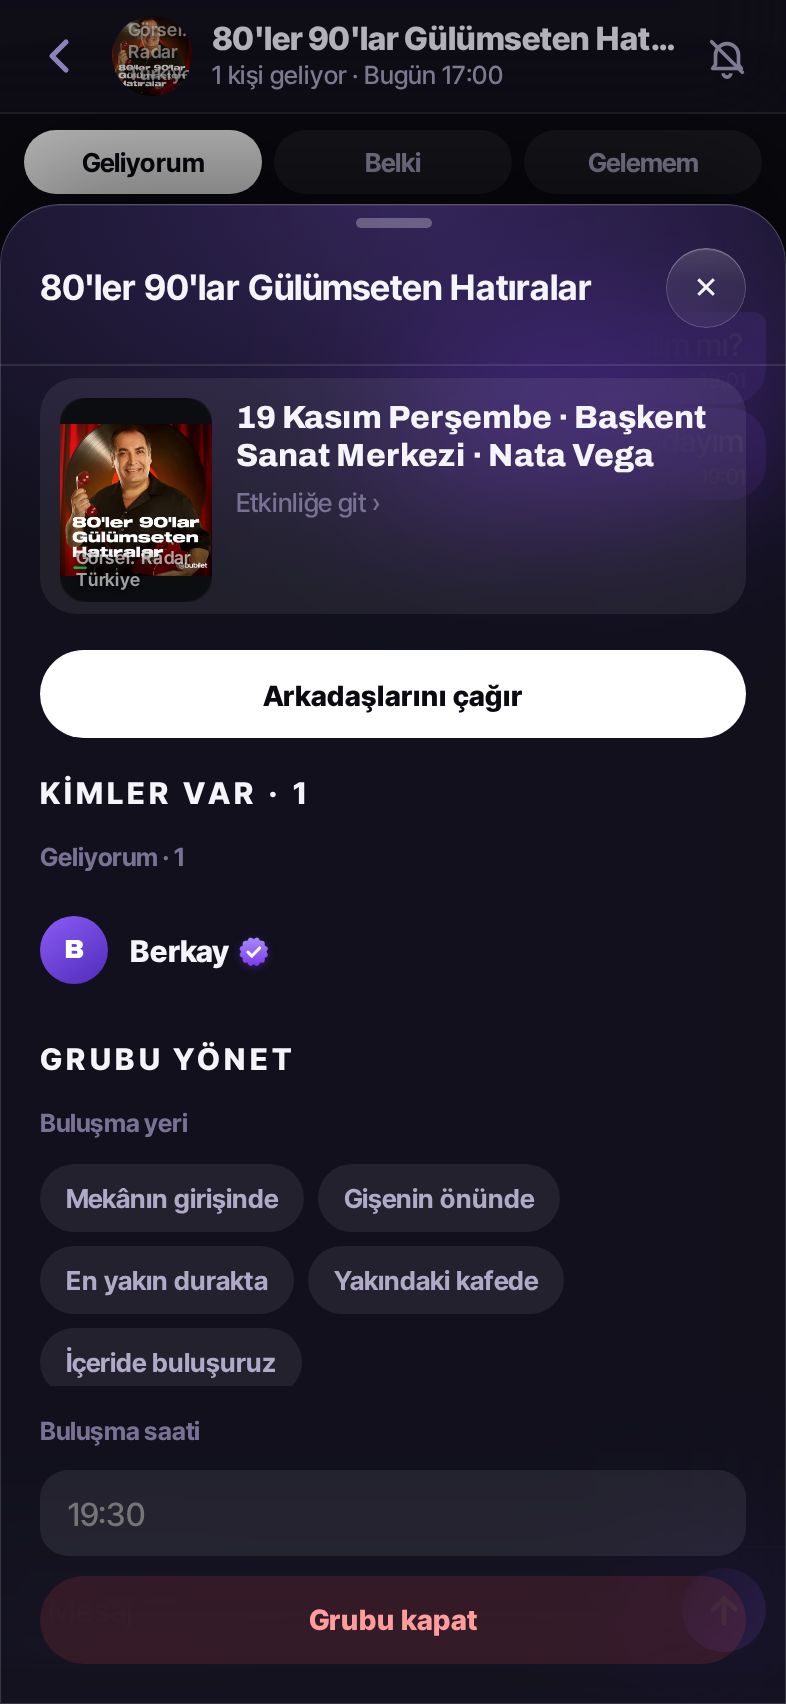 80'ler 90'lar Gülümseten Hat...
1 kişi geliyor · Bugün 17:00
Geliyorum
Belki
Gelemem
80'ler 90'lar Gülümseten Hatıralar
19 Kasım Perşembe · Başkent
Sanat Merkezi · Nata Vega
Etkinliğe git ›
80'ler 90'lar
Gülümseten
Hatıralar
Görsel: Radar
Türkiye
bubilet
Arkadaşlarını çağır
KİMLER VAR · 1
Geliyorum · 1
B
Berkay
GRUBU YÖNET
Buluşma yeri
Mekânın girişinde
Gişenin önünde
En yakın durakta
Yakındaki kafede
İçeride buluşuruz
Buluşma saati
19:30
Grubu kapat